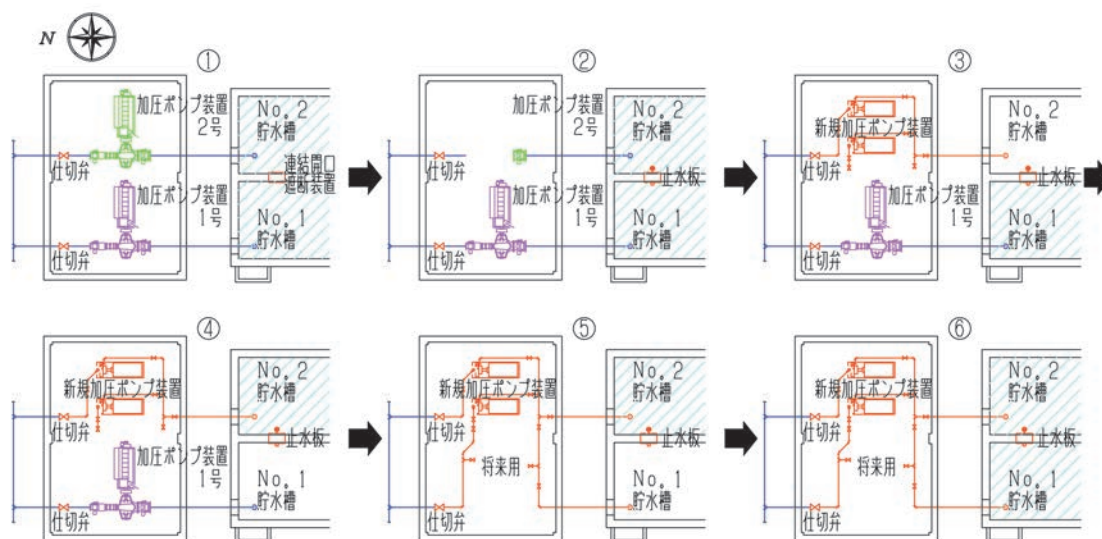 N
①
加圧ポンプ装置
2号
No. 2
貯水槽
仕切弁
連結開口
遮断装置
加圧ポンプ装置
1号
No. 1
貯水槽
仕切弁
②
加圧ポンプ装置
2号
No. 2
貯水槽
仕切弁
止水板
加圧ポンプ装置
1号
No. 1
貯水槽
仕切弁
③
新規加圧ポンプ装置
No. 2
貯水槽
仕切弁
止水板
加圧ポンプ装置
1号
No. 1
貯水槽
仕切弁
④
新規加圧ポンプ装置
No. 2
貯水槽
仕切弁
止水板
加圧ポンプ装置
1号
No. 1
貯水槽
仕切弁
⑤
新規加圧ポンプ装置
No. 2
貯水槽
仕切弁
止水板
将来用
No. 1
貯水槽
仕切弁
⑥
新規加圧ポンプ装置
No. 2
貯水槽
仕切弁
止水板
将来用
No. 1
貯水槽
仕切弁